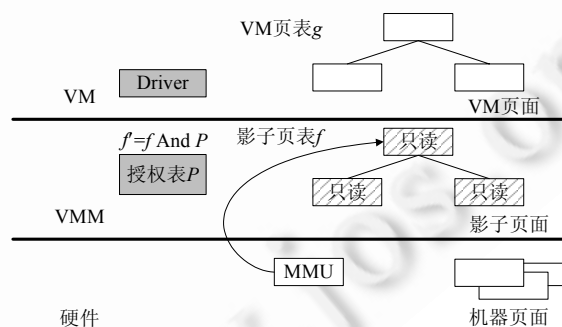 VM页表g
Driver
VM
VM页面
f'=f And P
影子页表f
只读
授权表P
只读
只读
VMM
影子页面
MMU
硬件
机器页面